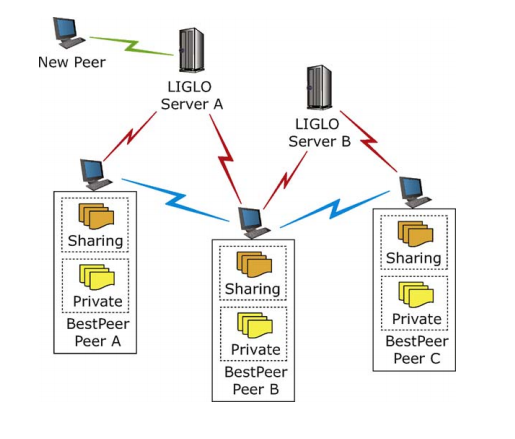 New Peer
LIGLO
Server A
LIGLO
Server B
Sharing
Private
BestPeer
Peer A
Sharing
Private
BestPeer
Peer B
Sharing
Private
BestPeer
Peer C